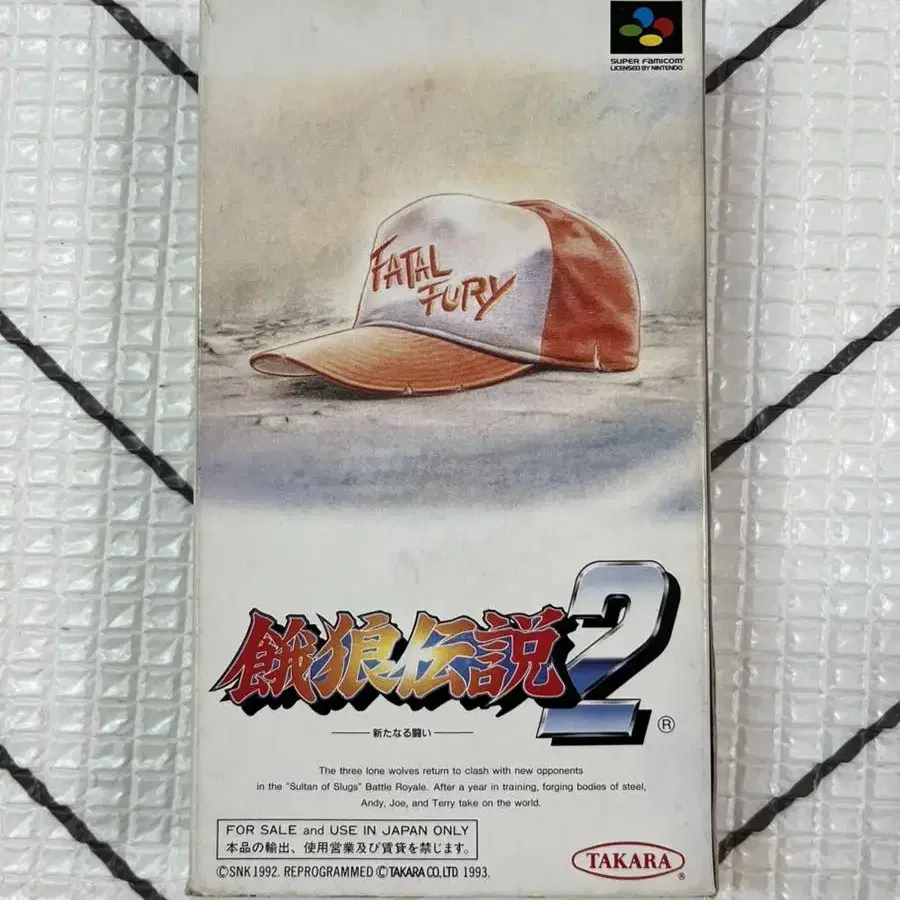 SUPER FAMICOM
LICENSED BY NINTENDO
FATAL
FURY
餓狼伝説2
®
新たなる闘い
The three lone wolves return to clash with new opponents
in the "Sultan of Slugs" Battle Royale. After a year in training, forging bodies of steel,
Andy, Joe, and Terry take on the world.
FOR SALE and USE IN JAPAN ONLY
本品の輸出、使用営業及び賃貸を禁じます。
©SNK 1992. REPROGRAMMED ©TAKARA CO.,LTD. 1993.
TAKARA
®